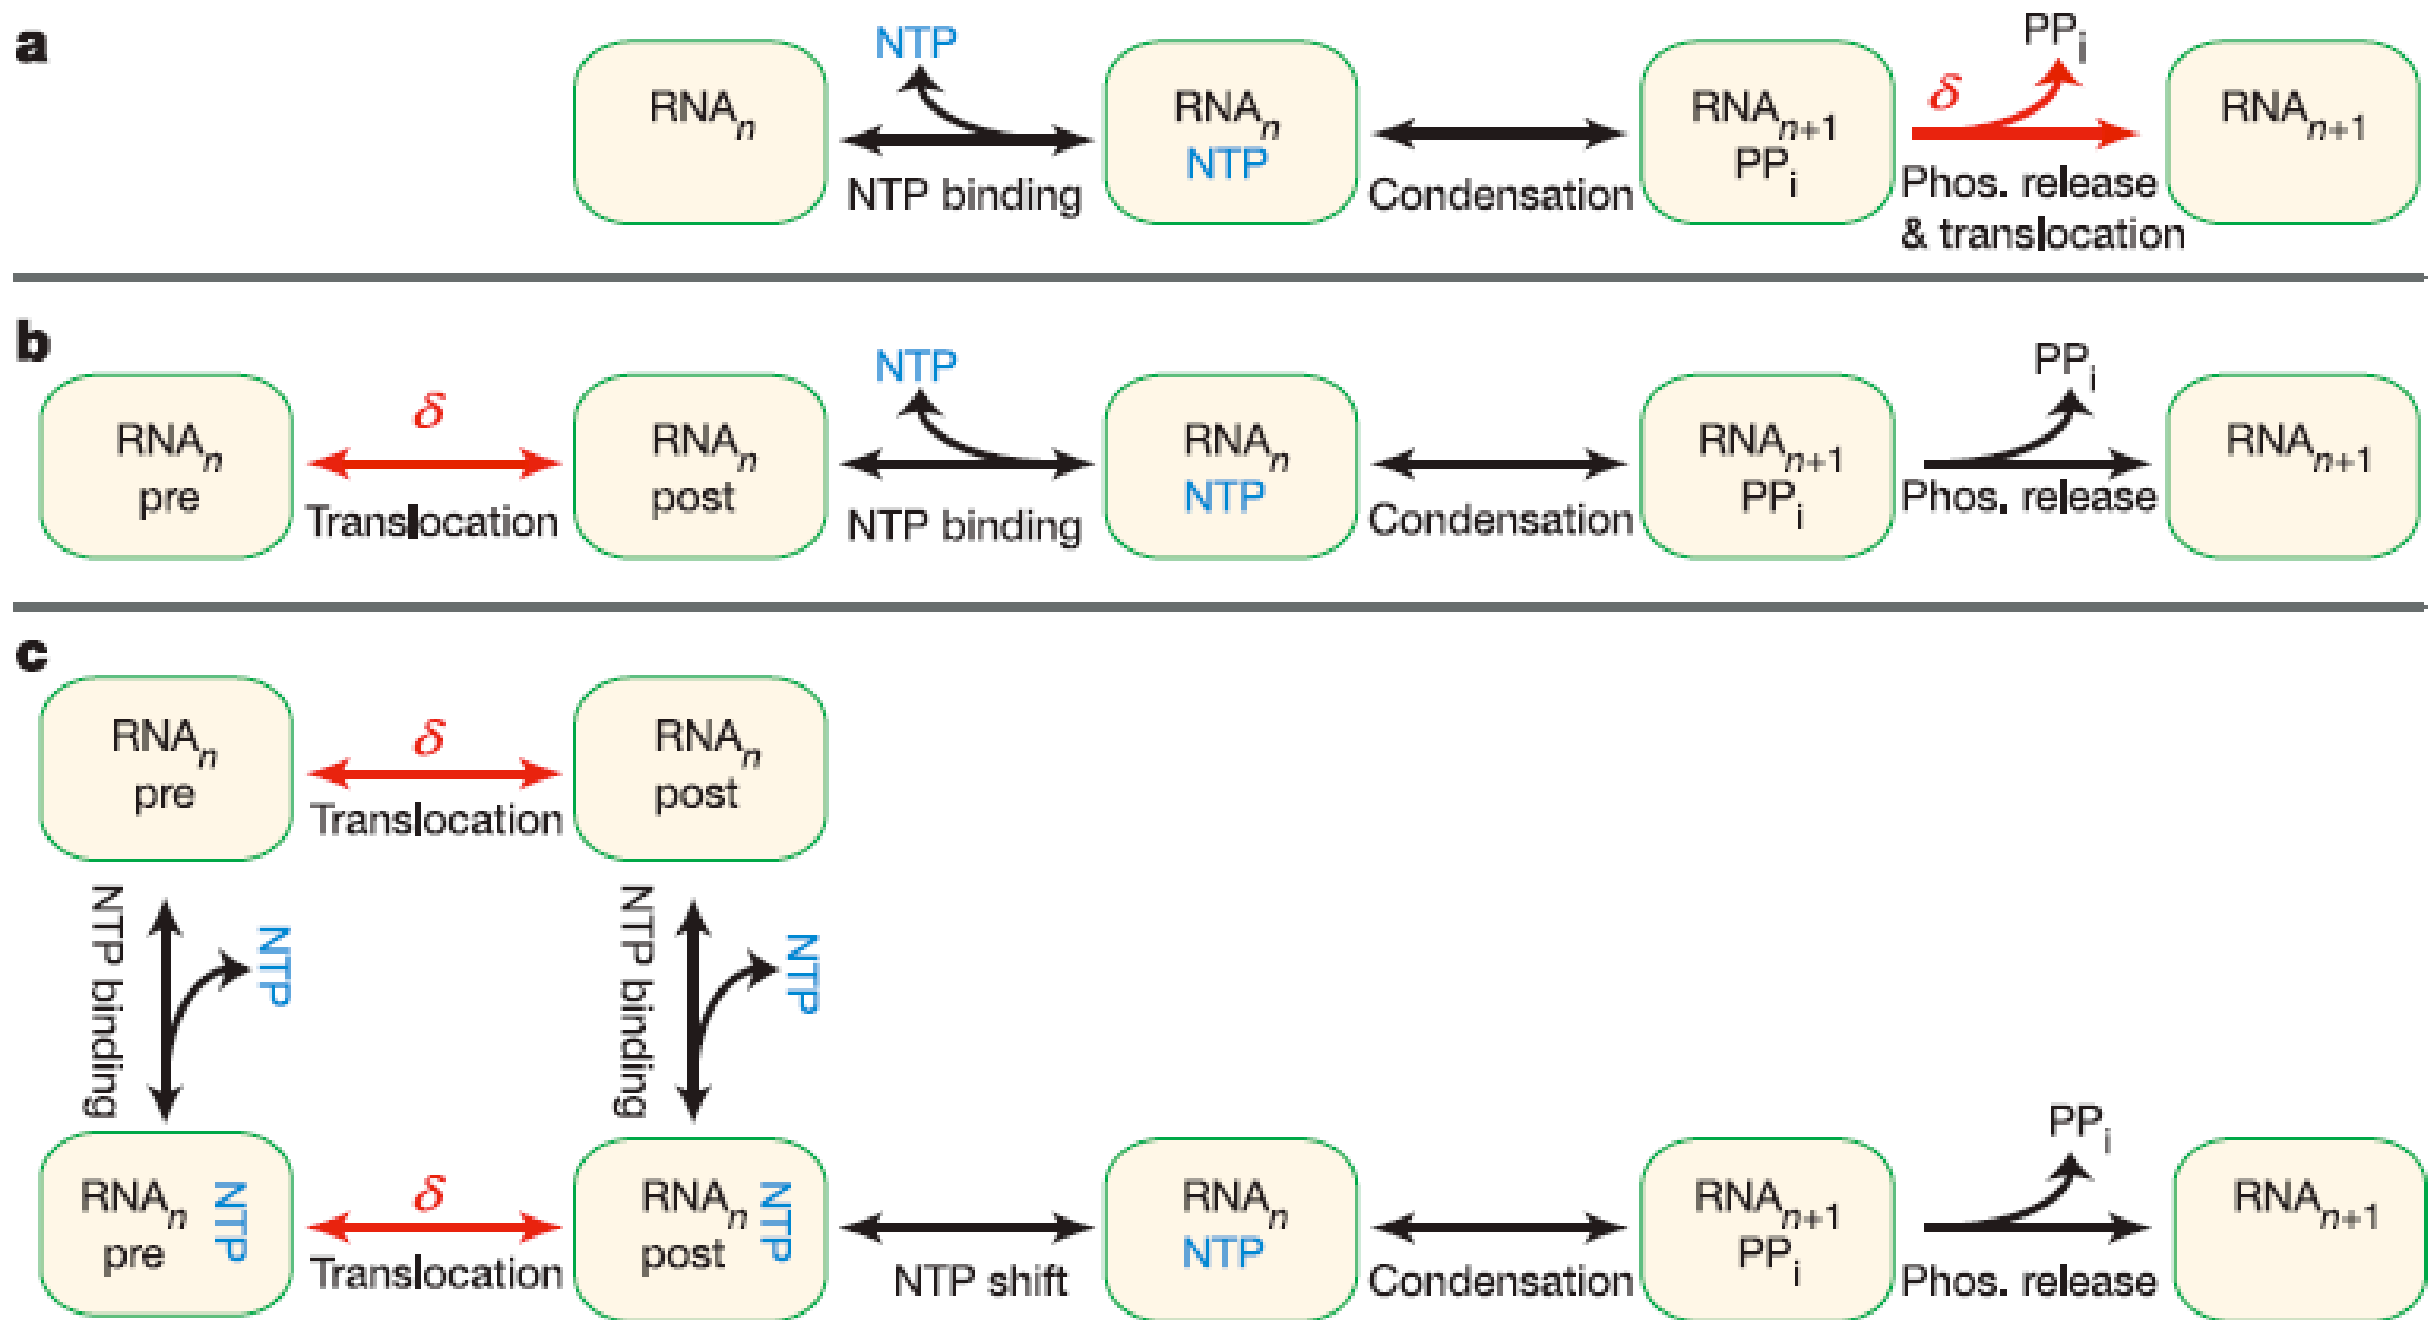 a
RNAn
NTP
NTP binding
RNAn
NTP
Condensation
RNAn+1
PPi
δ
PPi
Phos. release
& translocation
RNAn+1
b
RNAn
pre
δ
Translocation
RNAn
post
NTP
NTP binding
RNAn
NTP
Condensation
RNAn+1
PPi
PPi
Phos. release
RNAn+1
c
RNAn
pre
δ
Translocation
RNAn
post
NTP binding
NTP
NTP binding
NTP
RNAn
pre
NTP
δ
Translocation
RNAn
post
NTP
NTP shift
RNAn
NTP
Condensation
RNAn+1
PPi
PPi
Phos. release
RNAn+1